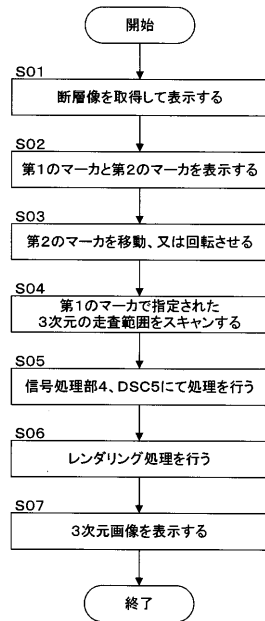 開始
S01
断層像を取得して表示する
S02
第1のマーカと第2のマーカを表示する
S03
第2のマーカを移動、又は回転させる
S04
第1のマーカで指定された
3次元の走査範囲をスキャンする
S05
信号処理部4、DSC5にて処理を行う
S06
レンダリング処理を行う
S07
3次元画像を表示する
終了